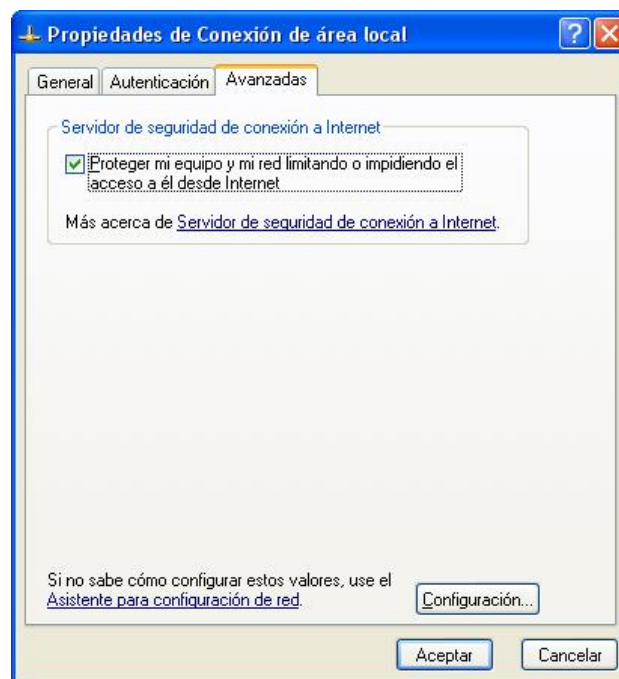 Propiedades de Conexión de área local
General Autenticación Avanzadas
Servidor de seguridad de conexión a Internet
Proteger mi equipo y mi red limitando o impidiendo el
acceso a él desde Internet
Más acerca de Servidor de seguridad de conexión a Internet.
Si no sabe cómo configurar estos valores, use el
Asistente para configuración de red.
Configuración...
Aceptar Cancelar